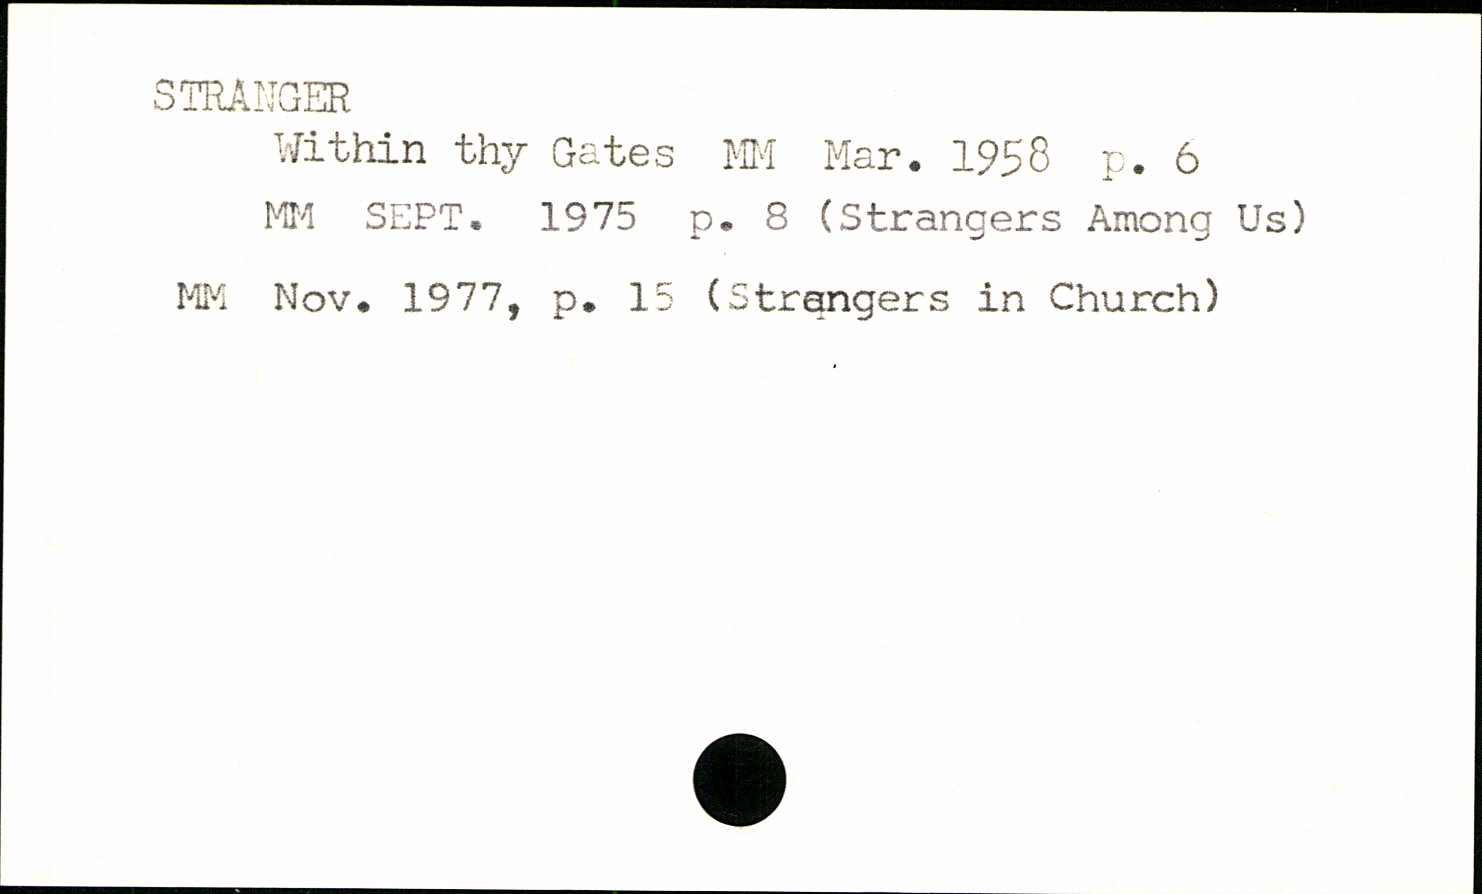 STRANGER
Within thy Gates MM Mar. 1958 p. 6
MM SEPT. 1975 p. 8 (Strangers Among Us)
MM Nov. 1977, p. 15 (Strangers in Church)